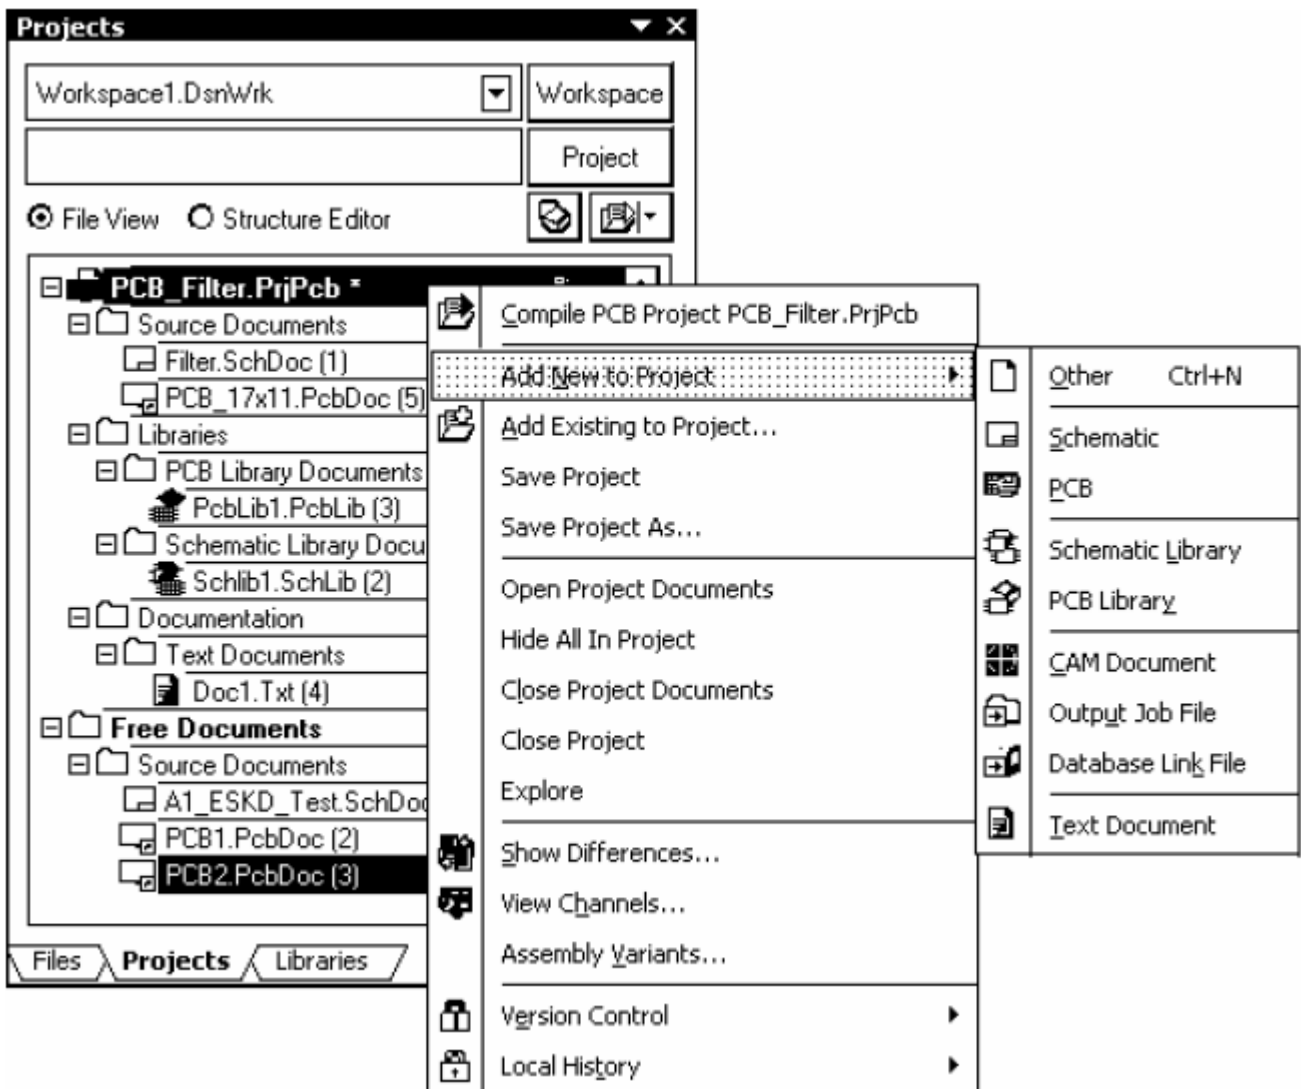 Projects
Workspace1.DsnWrk
Workspace
Project
File View
Structure Editor
PCB_Filter.PrjPcb *
Source Documents
Filter.SchDoc (1)
PCB_17x11.PcbDoc (5)
Libraries
PCB Library Documents
PcbLib1.PcbLib (3)
Schematic Library Docu
Schlib1.SchLib (2)
Documentation
Text Documents
Doc1.Txt (4)
Free Documents
Source Documents
A1_ESKD_Test.SchDoc
PCB1.PcbDoc (2)
PCB2.PcbDoc (3)
Files
Projects
Libraries
Compile PCB Project PCB_Filter.PrjPcb
Add New to Project
Add Existing to Project...
Save Project
Save Project As...
Open Project Documents
Hide All In Project
Close Project Documents
Close Project
Explore
Show Differences...
View Channels...
Assembly Variants...
Version Control
Local History
Other Ctrl+N
Schematic
PCB
Schematic Library
PCB Library
CAM Document
Output Job File
Database Link File
Text Document